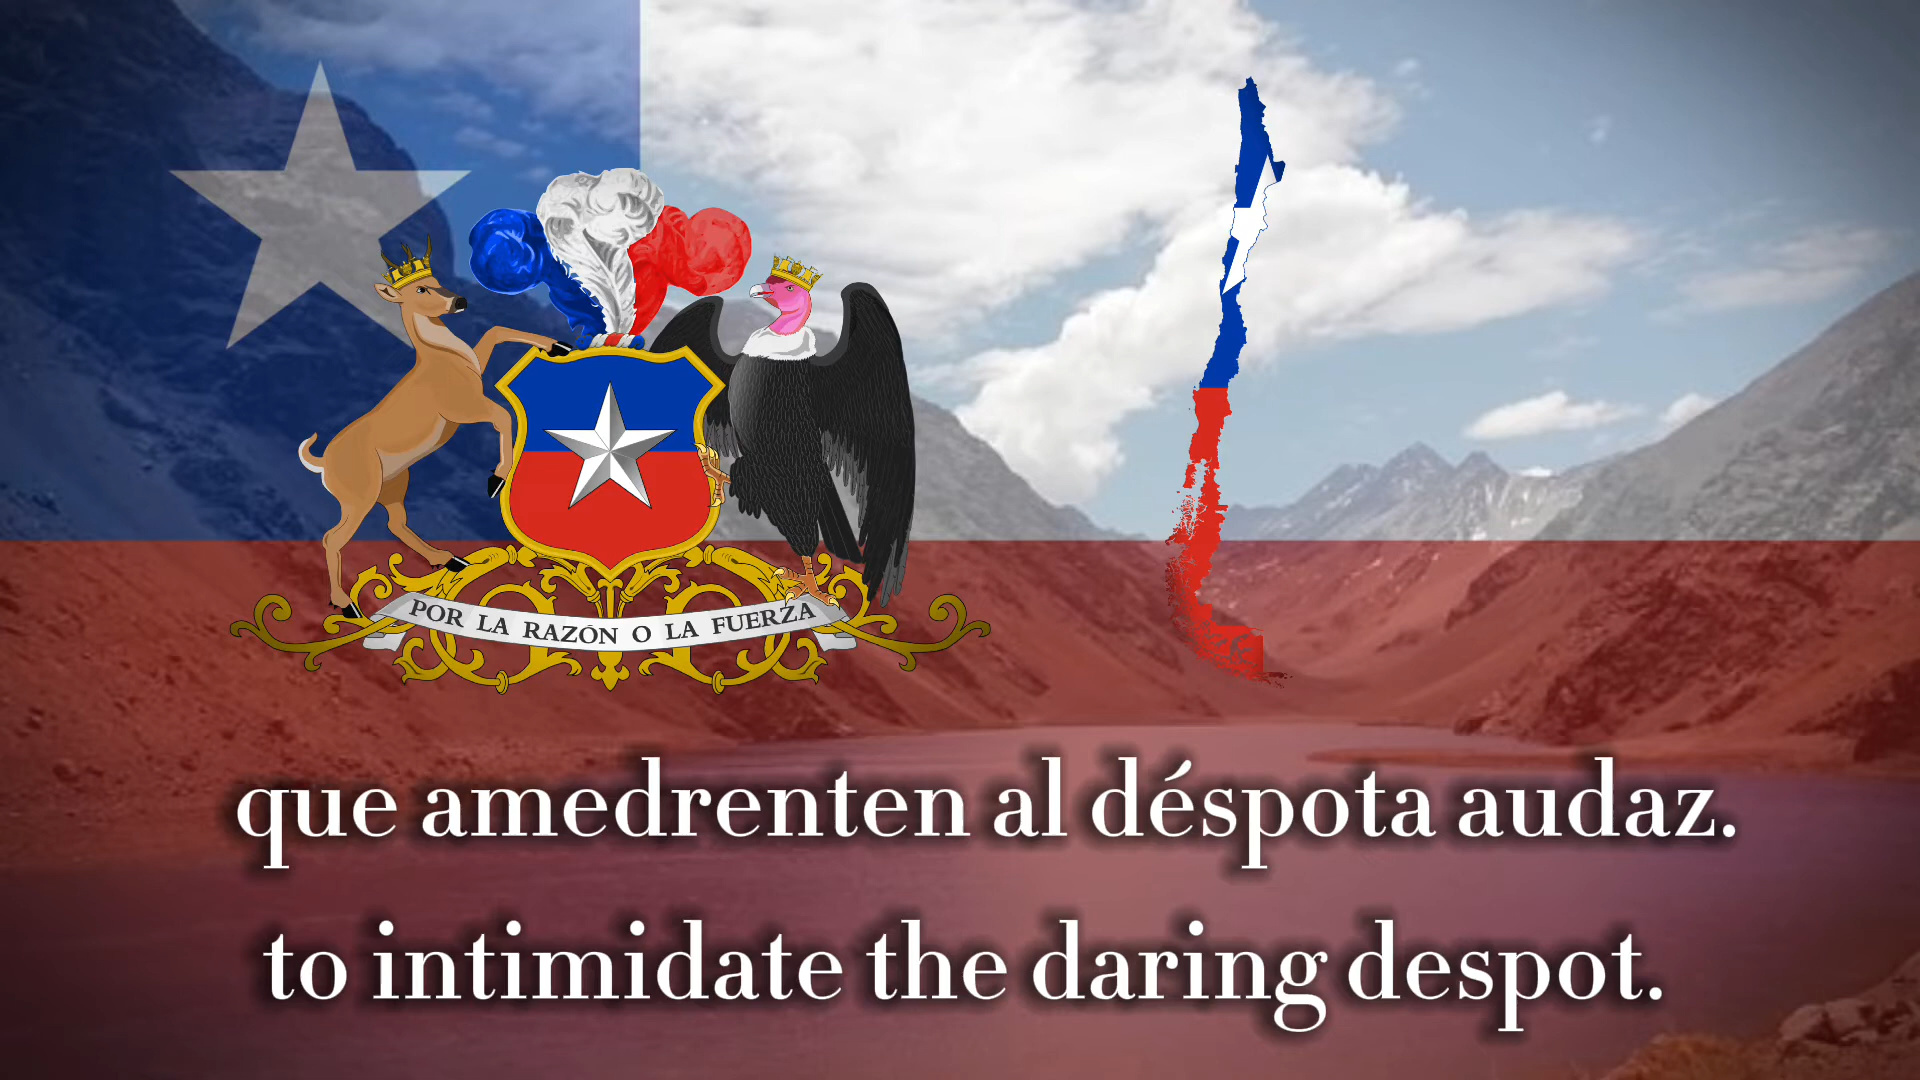 POR LA RAZÓN O LA FUERZA
que amedrenten al déspota audaz.
to intimidate the daring despot.